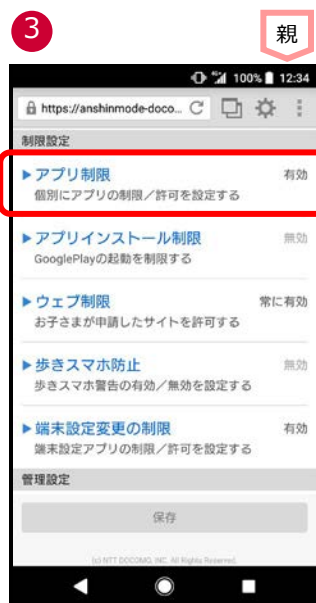 3
親
100% 12:34
https://anshinmode-doco...
制限設定
▶アプリ制限 有効
個別にアプリの制限／許可を設定する
▶アプリインストール制限 無効
GooglePlayの起動を制限する
▶ウェブ制限 常に有効
お子さまが申請したサイトを許可する
▶歩きスマホ防止 無効
歩きスマホ警告の有効／無効を設定する
▶端末設定変更の制限 有効
端末設定アプリの制限／許可を設定する
管理設定
保存
(c) NTT DOCOMO, INC. All Rights Reserved.